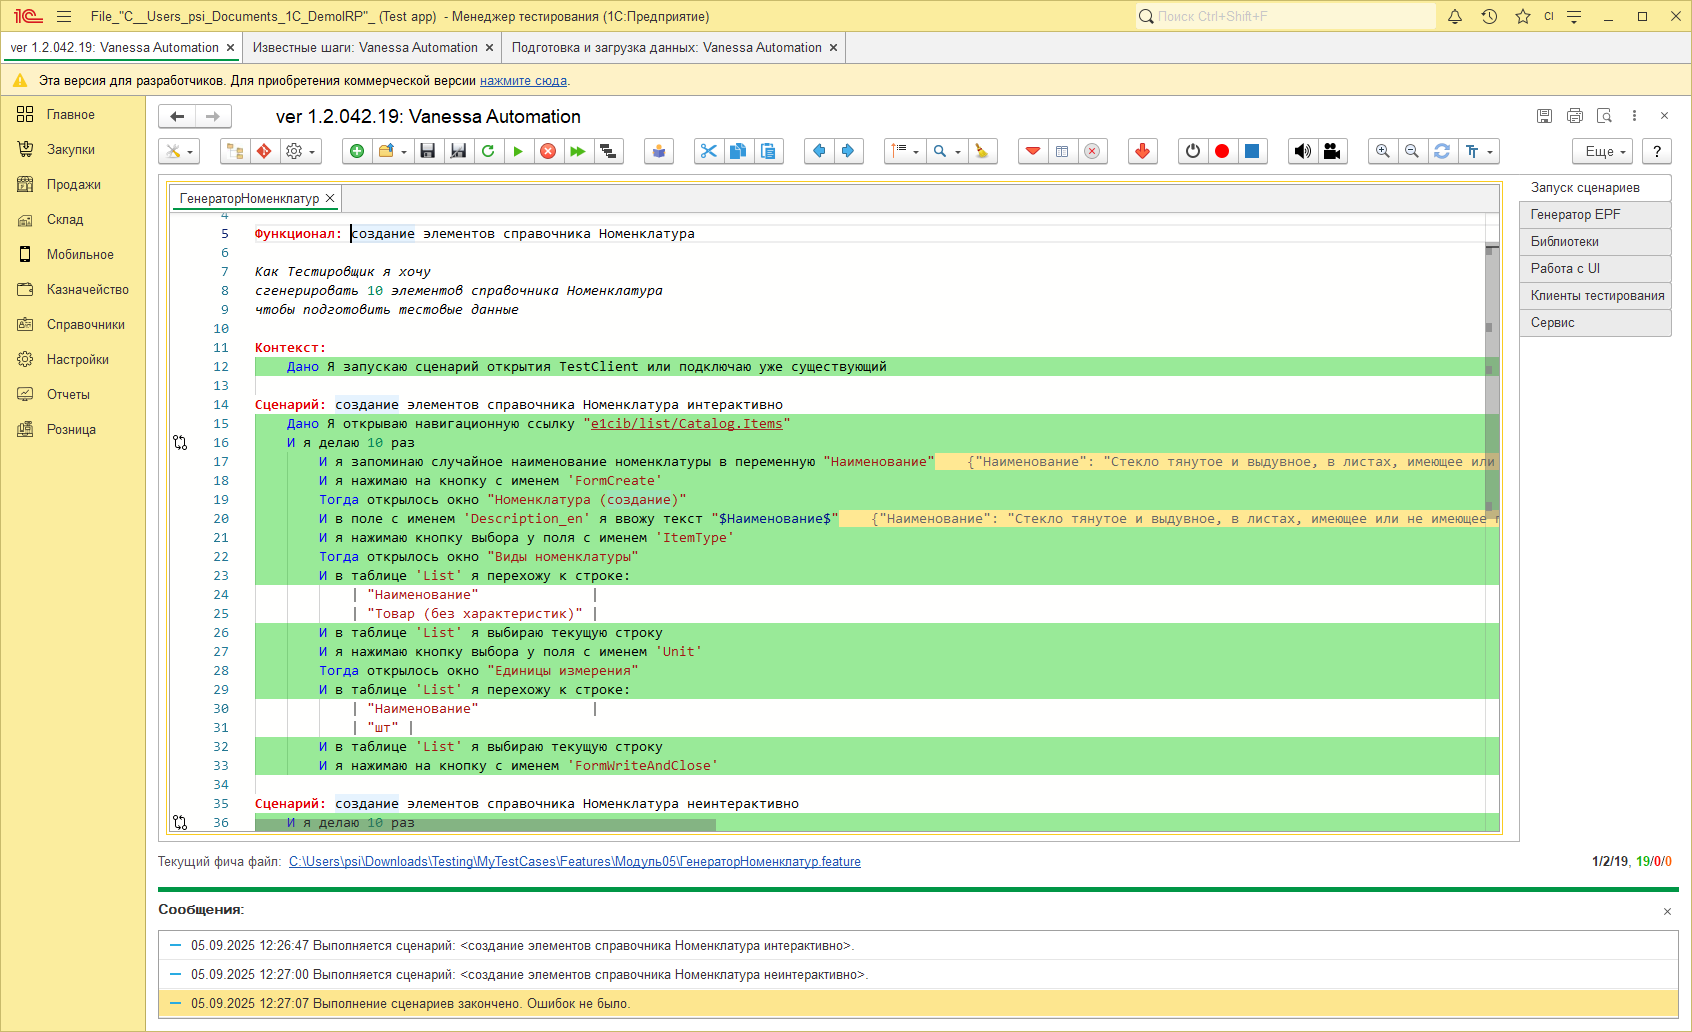 File_"C__Users_psi_Documents_1C_DemoIRP"_ (Test app) - Менеджер тестирования (1С:Предприятие)
Поиск Ctrl+Shift+F
CI
ver 1.2.042.19: Vanessa Automation
Известные шаги: Vanessa Automation
Подготовка и загрузка данных: Vanessa Automation
Эта версия для разработчиков. Для приобретения коммерческой версии нажмите сюда.
Главное
Закупки
Продажи
Склад
Мобильное
Казначейство
Справочники
Настройки
Отчеты
Розница
ver 1.2.042.19: Vanessa Automation
Еще
?
ГенераторНоменклатур
4
5 Функционал: создание элементов справочника Номенклатура
6
7 Как Тестировщик я хочу
8 сгенерировать 10 элементов справочника Номенклатура
9 чтобы подготовить тестовые данные
10
11 Контекст:
12 Дано Я запускаю сценарий открытия TestClient или подключаю уже существующий
13
14 Сценарий: создание элементов справочника Номенклатура интерактивно
15 Дано Я открываю навигационную ссылку "e1cib/list/Catalog.Items"
16 И я делаю 10 раз
17 И я запоминаю случайное наименование номенклатуры в переменную "Наименование" {"Наименование": "Стекло тянутое и выдувное, в листах, имеющее или
18 И я нажимаю на кнопку с именем 'FormCreate'
19 Тогда открылось окно "Номенклатура (создание)"
20 И в поле с именем 'Description_en' я ввожу текст "$Наименование$" {"Наименование": "Стекло тянутое и выдувное, в листах, имеющее или не имеющее
21 И я нажимаю кнопку выбора у поля с именем 'ItemType'
22 Тогда открылось окно "Виды номенклатуры"
23 И в таблице 'List' я перехожу к строке:
24 | "Наименование" |
25 | "Товар (без характеристик)" |
26 И в таблице 'List' я выбираю текущую строку
27 И я нажимаю кнопку выбора у поля с именем 'Unit'
28 Тогда открылось окно "Единицы измерения"
29 И в таблице 'List' я перехожу к строке:
30 | "Наименование" |
31 | "шт" |
32 И в таблице 'List' я выбираю текущую строку
33 И я нажимаю на кнопку с именем 'FormWriteAndClose'
34
35 Сценарий: создание элементов справочника Номенклатура неинтерактивно
36 И я делаю 10 раз
Запуск сценариев
Генератор EPF
Библиотеки
Работа с UI
Клиенты тестирования
Сервис
Текущий фича файл: C:\Users\psi\Downloads\Testing\MyTestCases\Features\Модуль05\ГенераторНоменклатур.feature
1/2/19, 19/0/0
Сообщения:
05.09.2025 12:26:47 Выполняется сценарий: <создание элементов справочника Номенклатура интерактивно>.
05.09.2025 12:27:00 Выполняется сценарий: <создание элементов справочника Номенклатура неинтерактивно>.
05.09.2025 12:27:07 Выполнение сценариев закончено. Ошибок не было.